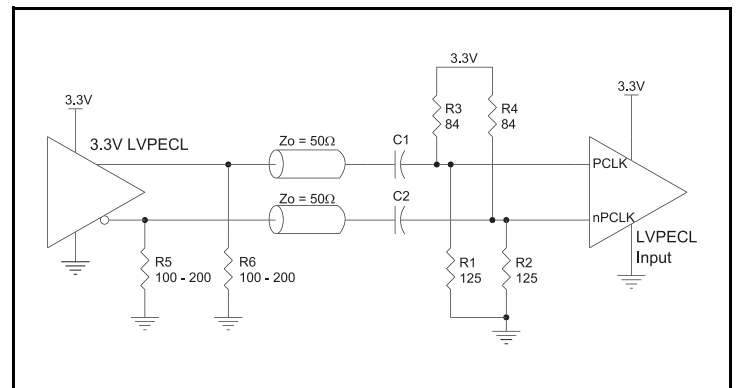 3.3V
3.3V
3.3V
R3
84
R4
84
3.3V LVPECL
Zo = 50Ω
C1
PCLK
Zo = 50Ω
C2
nPCLK
LVPECL
Input
R5
100 - 200
R6
100 - 200
R1
125
R2
125